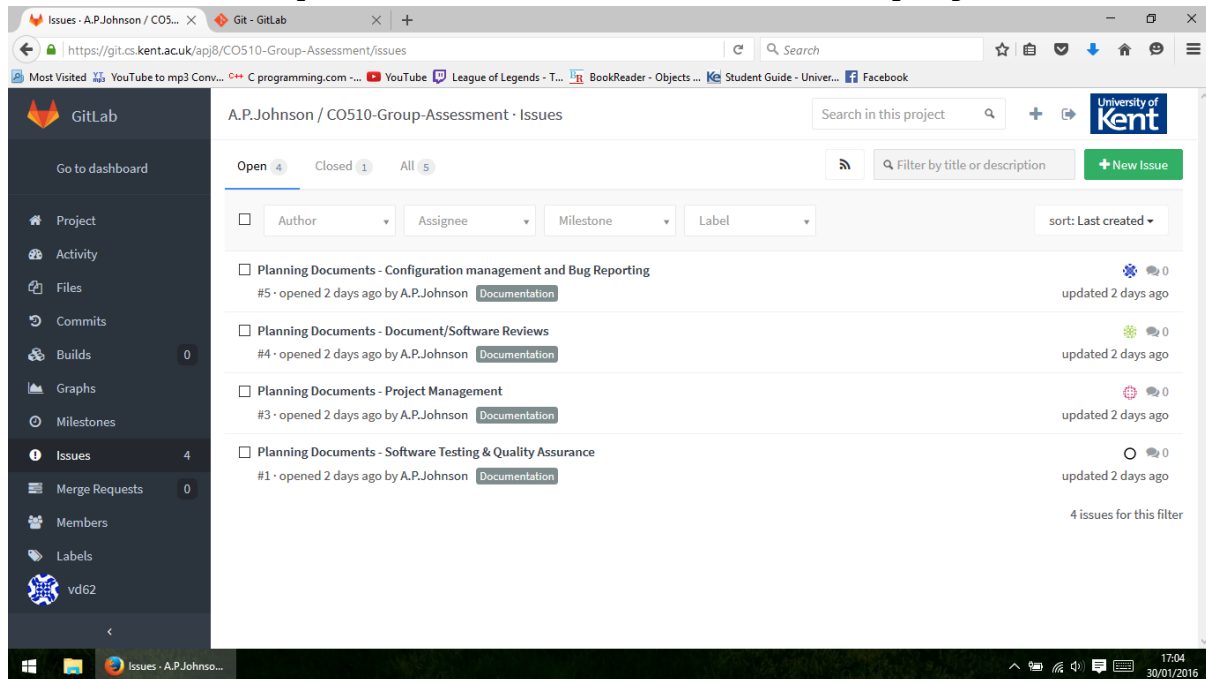 Issues · A.P.Johnson / CO5...
Git - GitLab
https://git.cs.kent.ac.uk/apj8/CO510-Group-Assessment/issues
Search
Most Visited
YouTube to mp3 Conv...
C++ C programming.com -...
YouTube
League of Legends - T...
BR BookReader - Objects ...
Ke Student Guide - Univer...
Facebook
GitLab
A.P.Johnson / CO510-Group-Assessment · Issues
Search in this project
University of
Kent
Go to dashboard
Open 4
Closed 1
All 5
Filter by title or description
+ New Issue
Project
Author
Assignee
Milestone
Label
sort: Last created
Activity
Files
Commits
Builds 0
Graphs
Milestones
Issues 4
Merge Requests 0
Members
Labels
vd62
Planning Documents - Configuration management and Bug Reporting
0
#5 · opened 2 days ago by A.P.Johnson Documentation
updated 2 days ago
Planning Documents - Document/Software Reviews
0
#4 · opened 2 days ago by A.P.Johnson Documentation
updated 2 days ago
Planning Documents - Project Management
0
#3 · opened 2 days ago by A.P.Johnson Documentation
updated 2 days ago
Planning Documents - Software Testing & Quality Assurance
0
#1 · opened 2 days ago by A.P.Johnson Documentation
updated 2 days ago
4 issues for this filter
Issues · A.P.Johnso...
17:04
30/01/2016